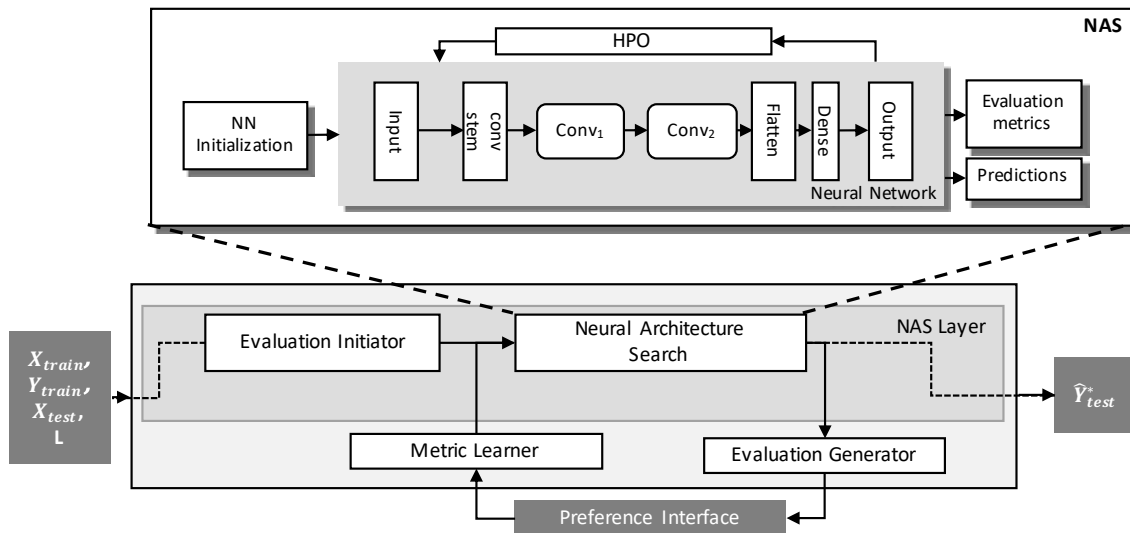 NAS
HPO
NN
Initialization
Input
conv
stem
Conv₁
Conv₂
Flatten
Dense
Output
Neural Network
Evaluation
metrics
Predictions
NAS Layer
Evaluation Initiator
Neural Architecture
Search
X_train,
Y_train,
X_test,
L
Ŷ*_test
Metric Learner
Evaluation Generator
Preference Interface